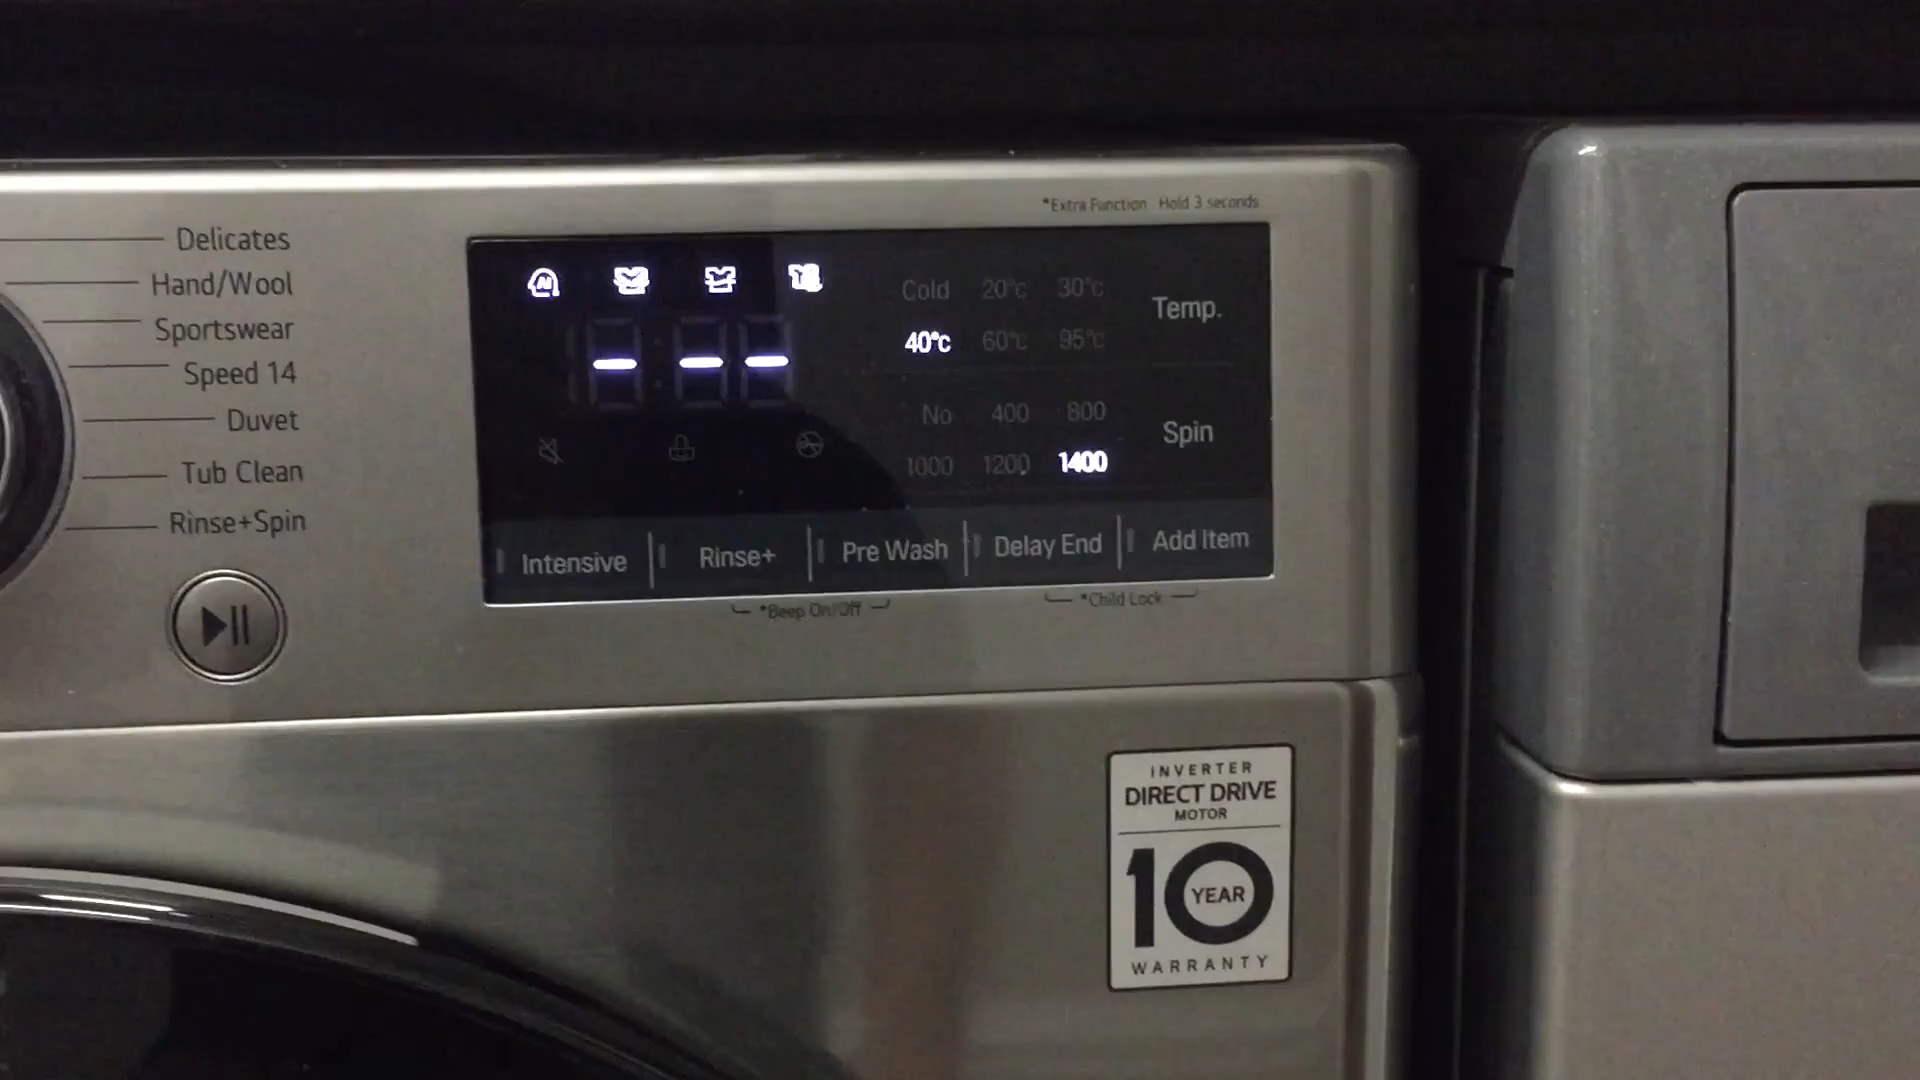 *Extra Function Hold 3 seconds
Delicates
Hand/Wool
Sportswear
Speed 14
Duvet
Tub Clean
Rinse+Spin
AI
- - -
Cold 20°C 30°C
40°C 60°C 95°C
Temp.
No 400 800
1000 1200 1400
Spin
Intensive Rinse+ Pre Wash Delay End Add Item
*Beep On/Off *Child Lock
INVERTER
DIRECT DRIVE
MOTOR
10 YEAR
WARRANTY